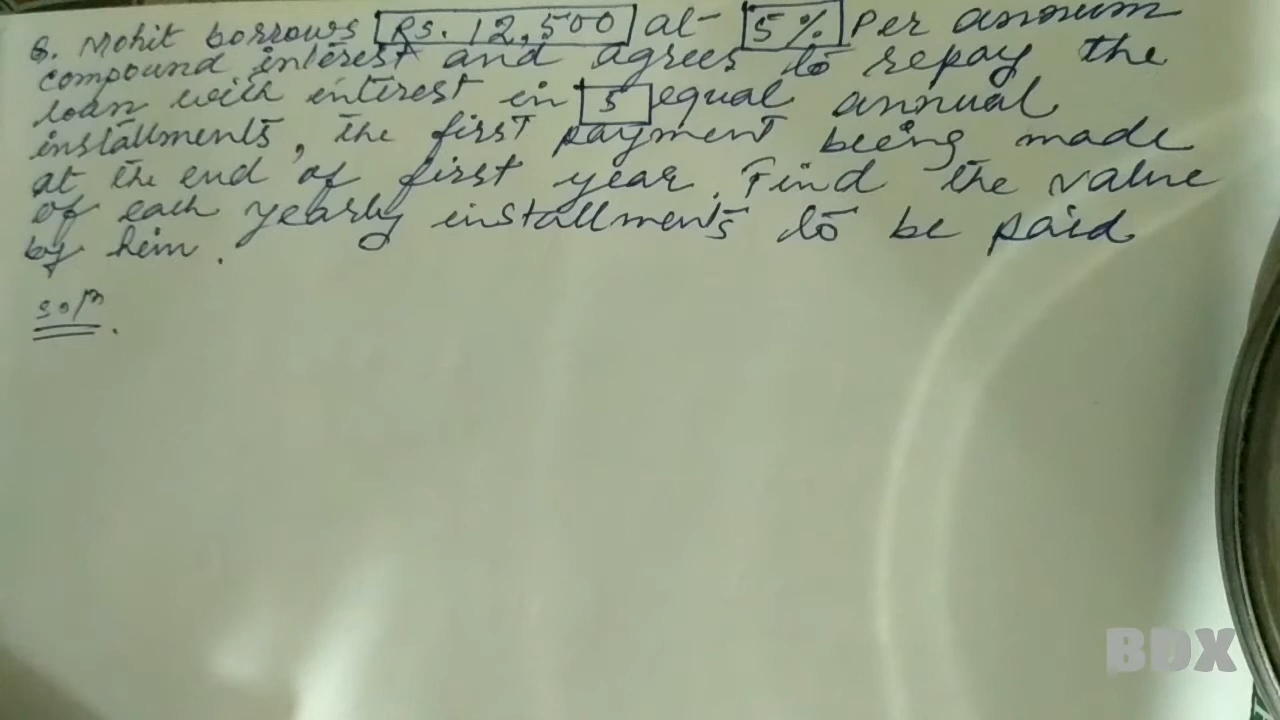 Q. Mohit borrows Rs. 12,500 at 5% per annum
compound interest and agrees to repay the
loan with interest in 5 equal annual
installments, the first payment being made
at the end of first year. Find the value
of each yearly installments to be paid
by him.
Solⁿ.
BDX